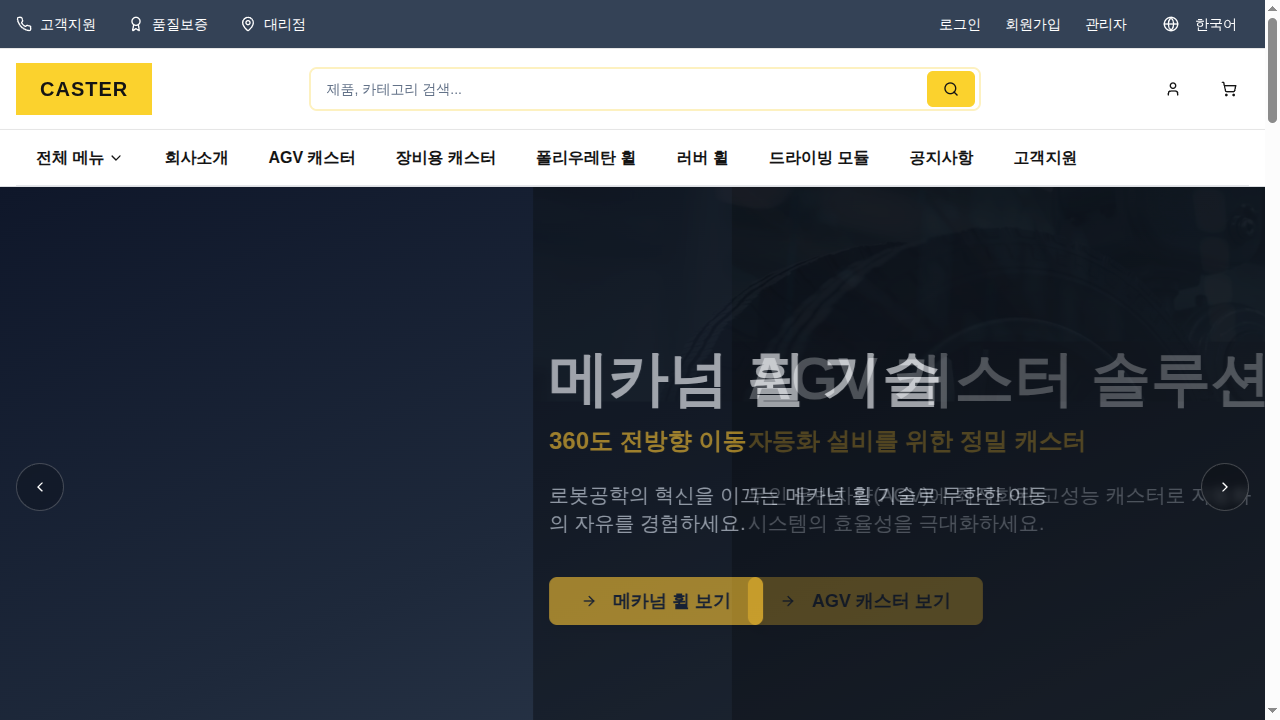 고객지원
품질보증
대리점
로그인
회원가입
관리자
한국어
CASTER
제품, 카테고리 검색...
전체 메뉴
회사소개
AGV 캐스터
장비용 캐스터
폴리우레탄 휠
러버 휠
드라이빙 모듈
공지사항
고객지원
메카넘 휠 기술
AGV 캐스터 솔루션
360도 전방향 이동
자동화 설비를 위한 정밀 캐스터
로봇공학의 혁신을 이끄는 메카넘 휠 기술로 무한한 이동
의 자유를 경험하세요.
고성능 캐스터로
시스템의 효율성을 극대화하세요.
메카넘 휠 보기
AGV 캐스터 보기